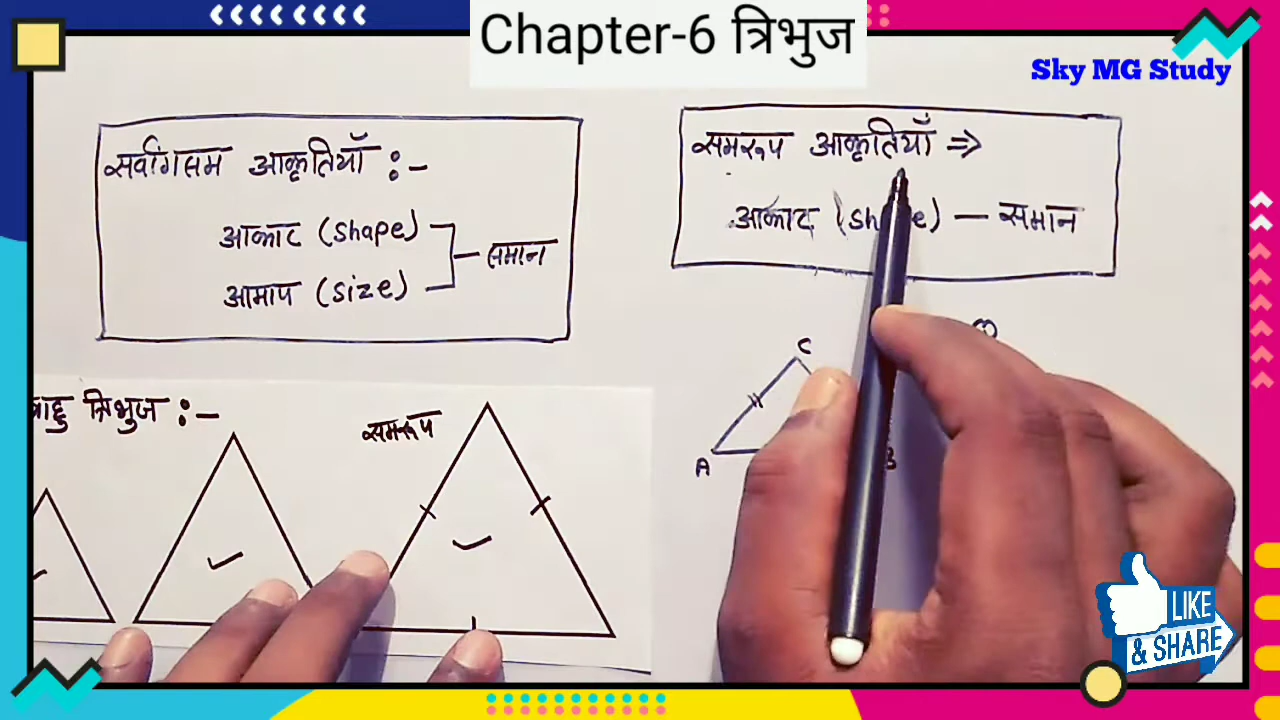 Chapter-6 त्रिभुज
Sky MG Study
सर्वांगसम आकृतियाँ :-
आकार (Shape)
आमाप (Size)
समान
समरूप आकृतियाँ ⇒
आकार (Sh e) — समान
बाहु त्रिभुज :-
समरूप
C
A
B
LIKE
& SHARE